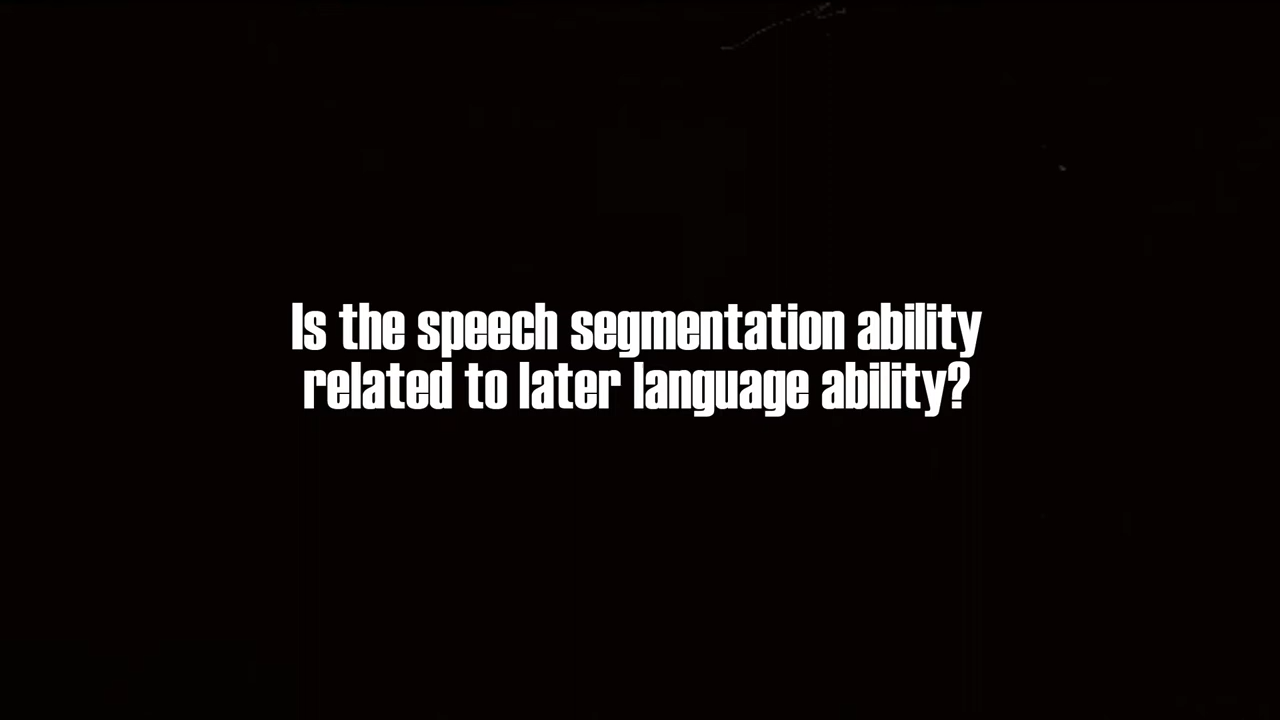 Is the speech segmentation ability
related to later language ability?